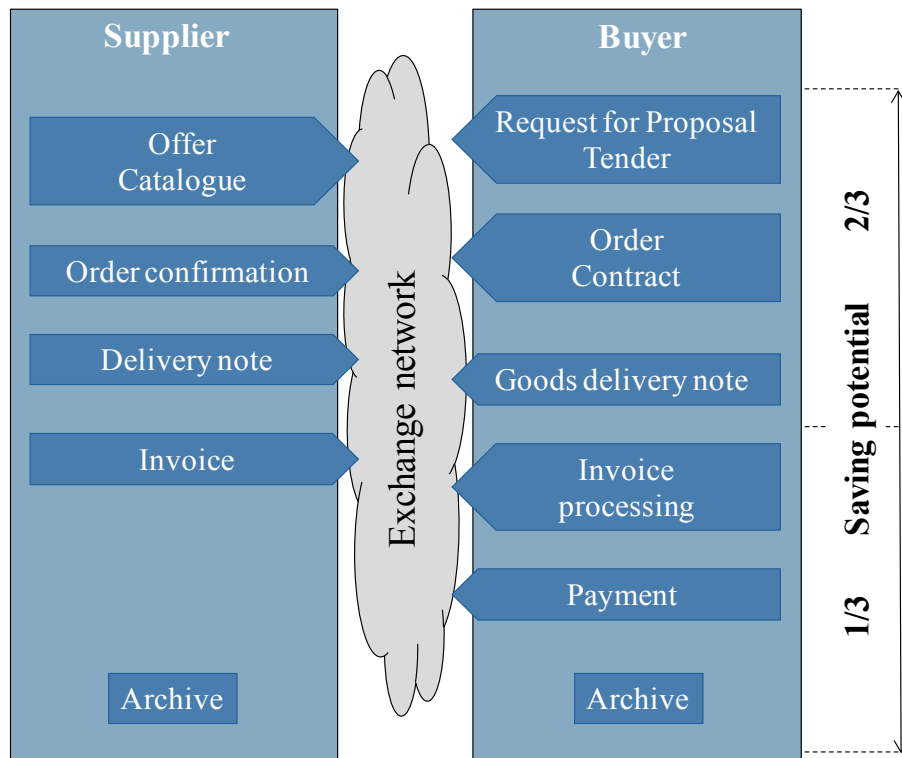 Supplier
Offer
Catalogue
Order confirmation
Delivery note
Invoice
Archive
Exchange network
Buyer
Request for Proposal
Tender
Order
Contract
Goods delivery note
Invoice
processing
Payment
Archive
2/3
Saving potential
1/3